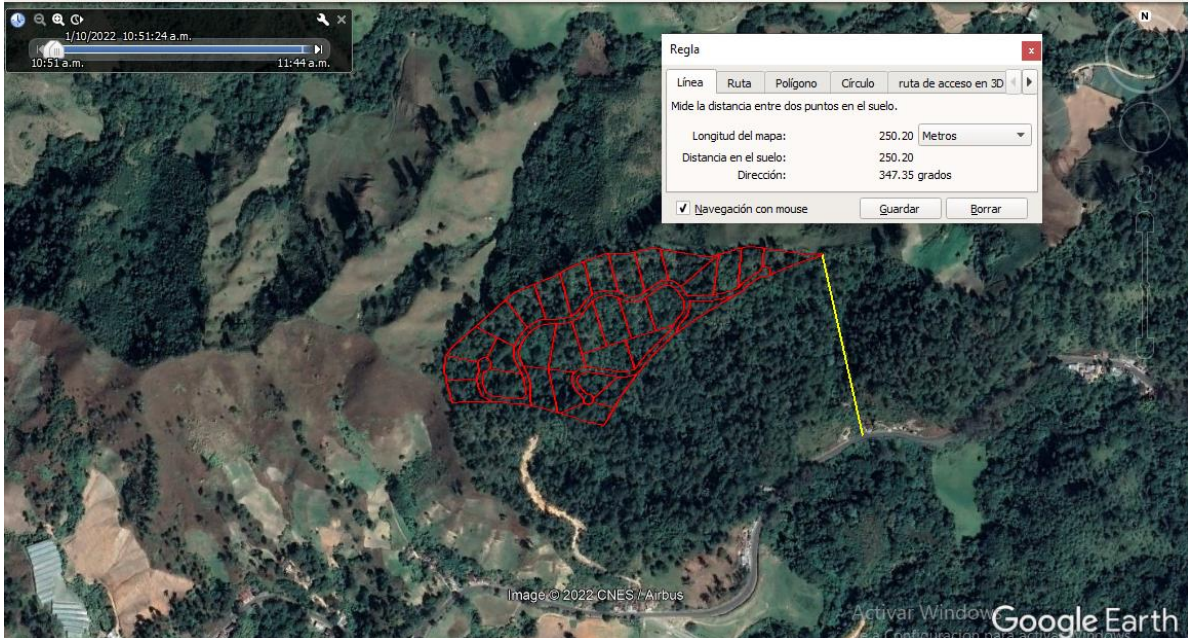 1/10/2022 10:51:24 a.m.
10:51 a.m. 11:44 a.m.
N
Regla
x
Línea Ruta Polígono Círculo ruta de acceso en 3D
Mide la distancia entre dos puntos en el suelo.
Longitud del mapa: 250.20 Metros
Distancia en el suelo: 250.20
Dirección: 347.35 grados
Navegación con mouse Guardar Borrar
Image © 2022 CNES / Airbus
Activar Window
Google Earth